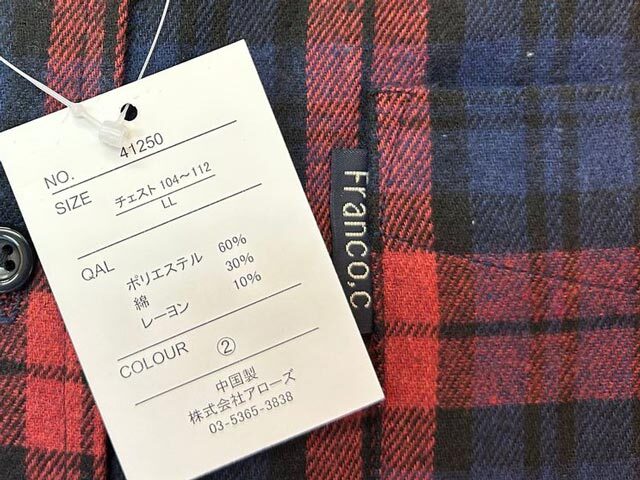 NO. 41250
SIZE チェスト 104～112
LL
QAL ポリエステル 60%
綿 30%
レーヨン 10%
COLOUR ②
中国製
株式会社アローズ
03-5365-3838
Franco,c